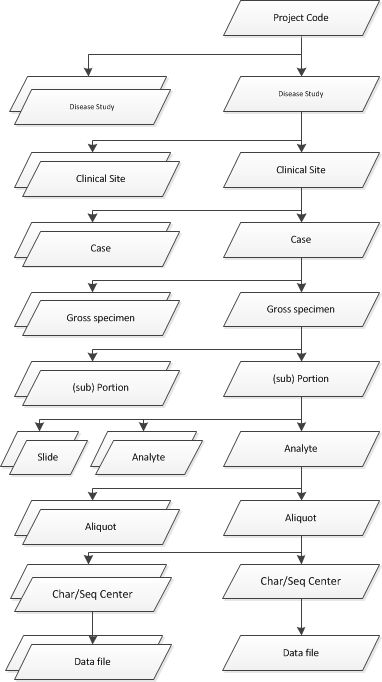 Project Code
Disease Study
Disease Study
Clinical Site
Clinical Site
Case
Case
Gross specimen
Gross specimen
(sub) Portion
(sub) Portion
Slide
Analyte
Analyte
Aliquot
Aliquot
Char/Seq Center
Char/Seq Center
Data file
Data file